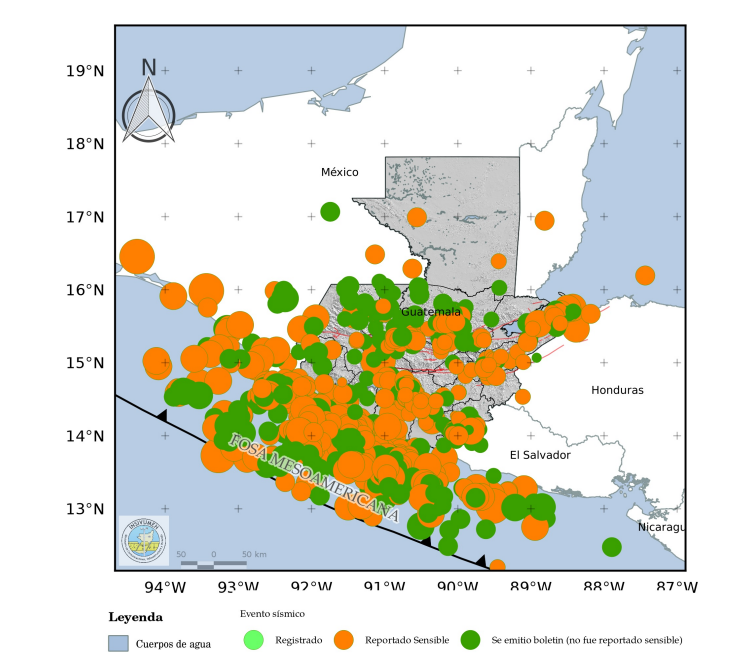 N
19°N
18°N
México
17°N
16°N
Guatemala
15°N
Honduras
14°N
FOSA MESOAMERICANA
El Salvador
13°N
Nicaragu
INSIVUMEH
50 0 50 km
94°W 93°W 92°W 91°W 90°W 89°W 88°W 87°W
Leyenda
Evento sísmico
Cuerpos de agua
Registrado
Reportado Sensible
Se emitio boletin (no fue reportado sensible)